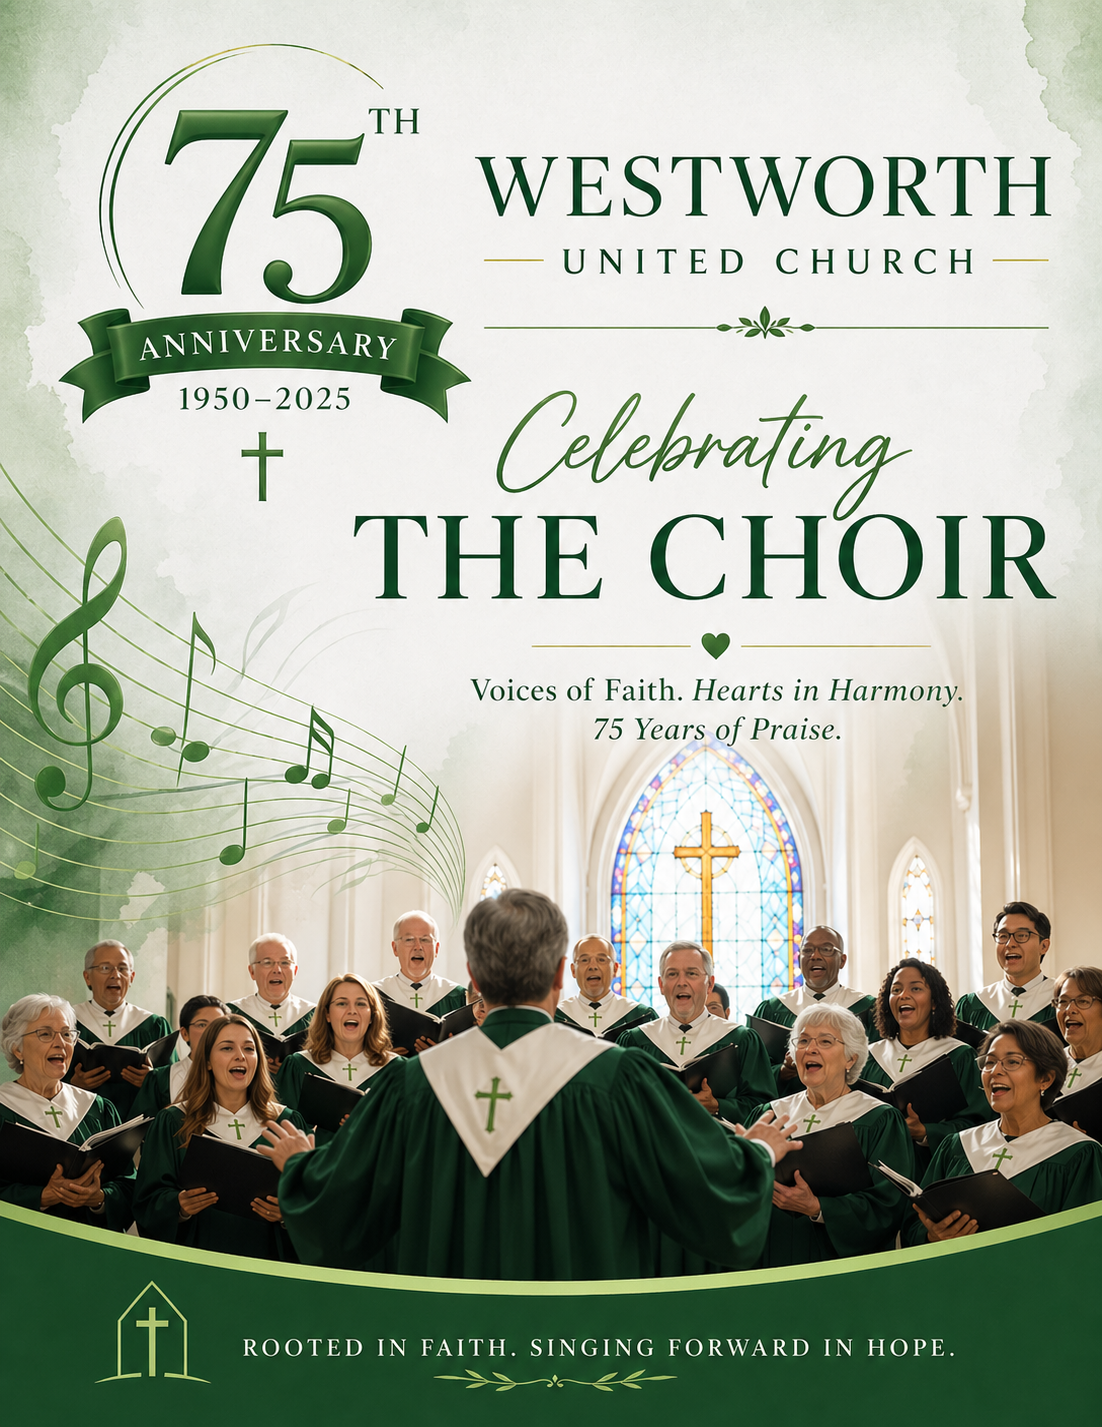 75TH
ANNIVERSARY
1950–2025
WESTWORTH
UNITED CHURCH
Celebrating
THE CHOIR
Voices of Faith. Hearts in Harmony.
75 Years of Praise.
ROOTED IN FAITH. SINGING FORWARD IN HOPE.